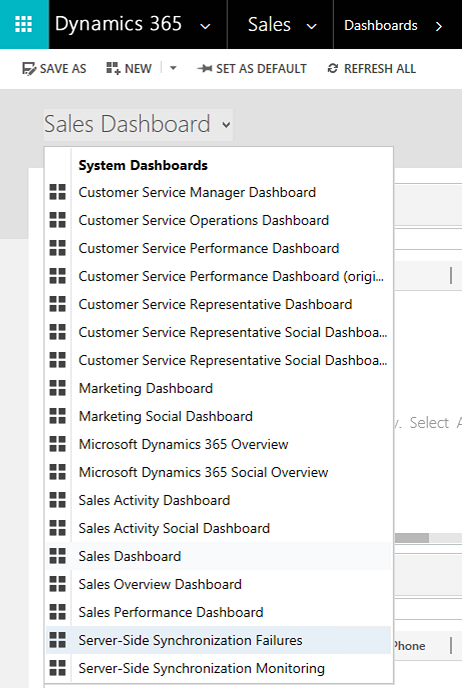 Dynamics 365 Sales Dashboards
SAVE AS NEW SET AS DEFAULT REFRESH ALL
Sales Dashboard
System Dashboards
Customer Service Manager Dashboard
Customer Service Operations Dashboard
Customer Service Performance Dashboard
Customer Service Performance Dashboard (origi...
Customer Service Representative Dashboard
Customer Service Representative Social Dashboa...
Customer Service Representative Social Dashboa...
Marketing Dashboard
Marketing Social Dashboard
y. Select A
Microsoft Dynamics 365 Overview
Microsoft Dynamics 365 Social Overview
Sales Activity Dashboard
Sales Activity Social Dashboard
Sales Dashboard
Sales Overview Dashboard
Sales Performance Dashboard
Server-Side Synchronization Failures
Phone
Server-Side Synchronization Monitoring